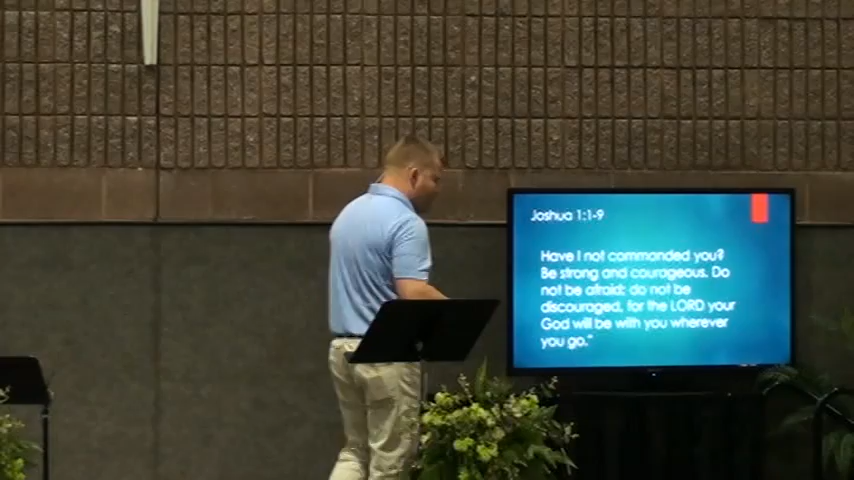 Joshua 1:1-9
Have I not commanded you?
Be strong and courageous. Do
not be afraid; do not be
discouraged, for the LORD your
God will be with you wherever
you go."